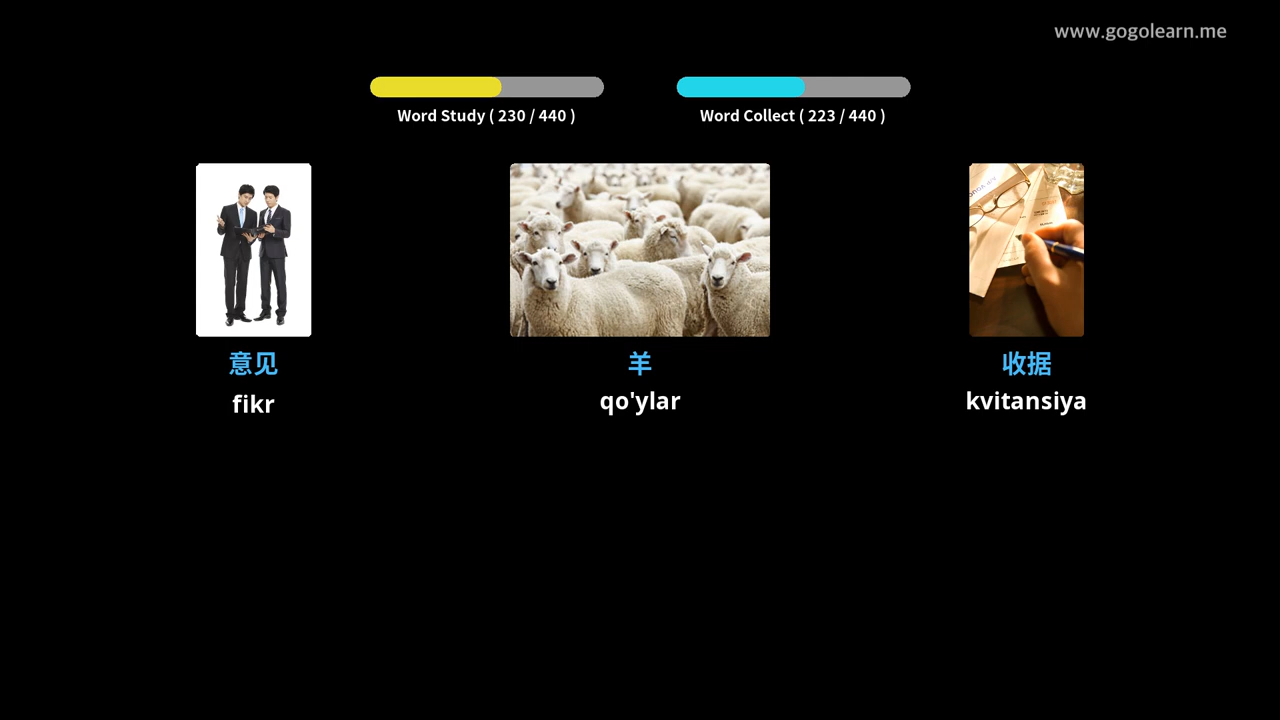 www.gogolearn.me
Word Study ( 230 / 440 )
Word Collect ( 223 / 440 )
意见
fikr
羊
qo'ylar
收据
kvitansiya